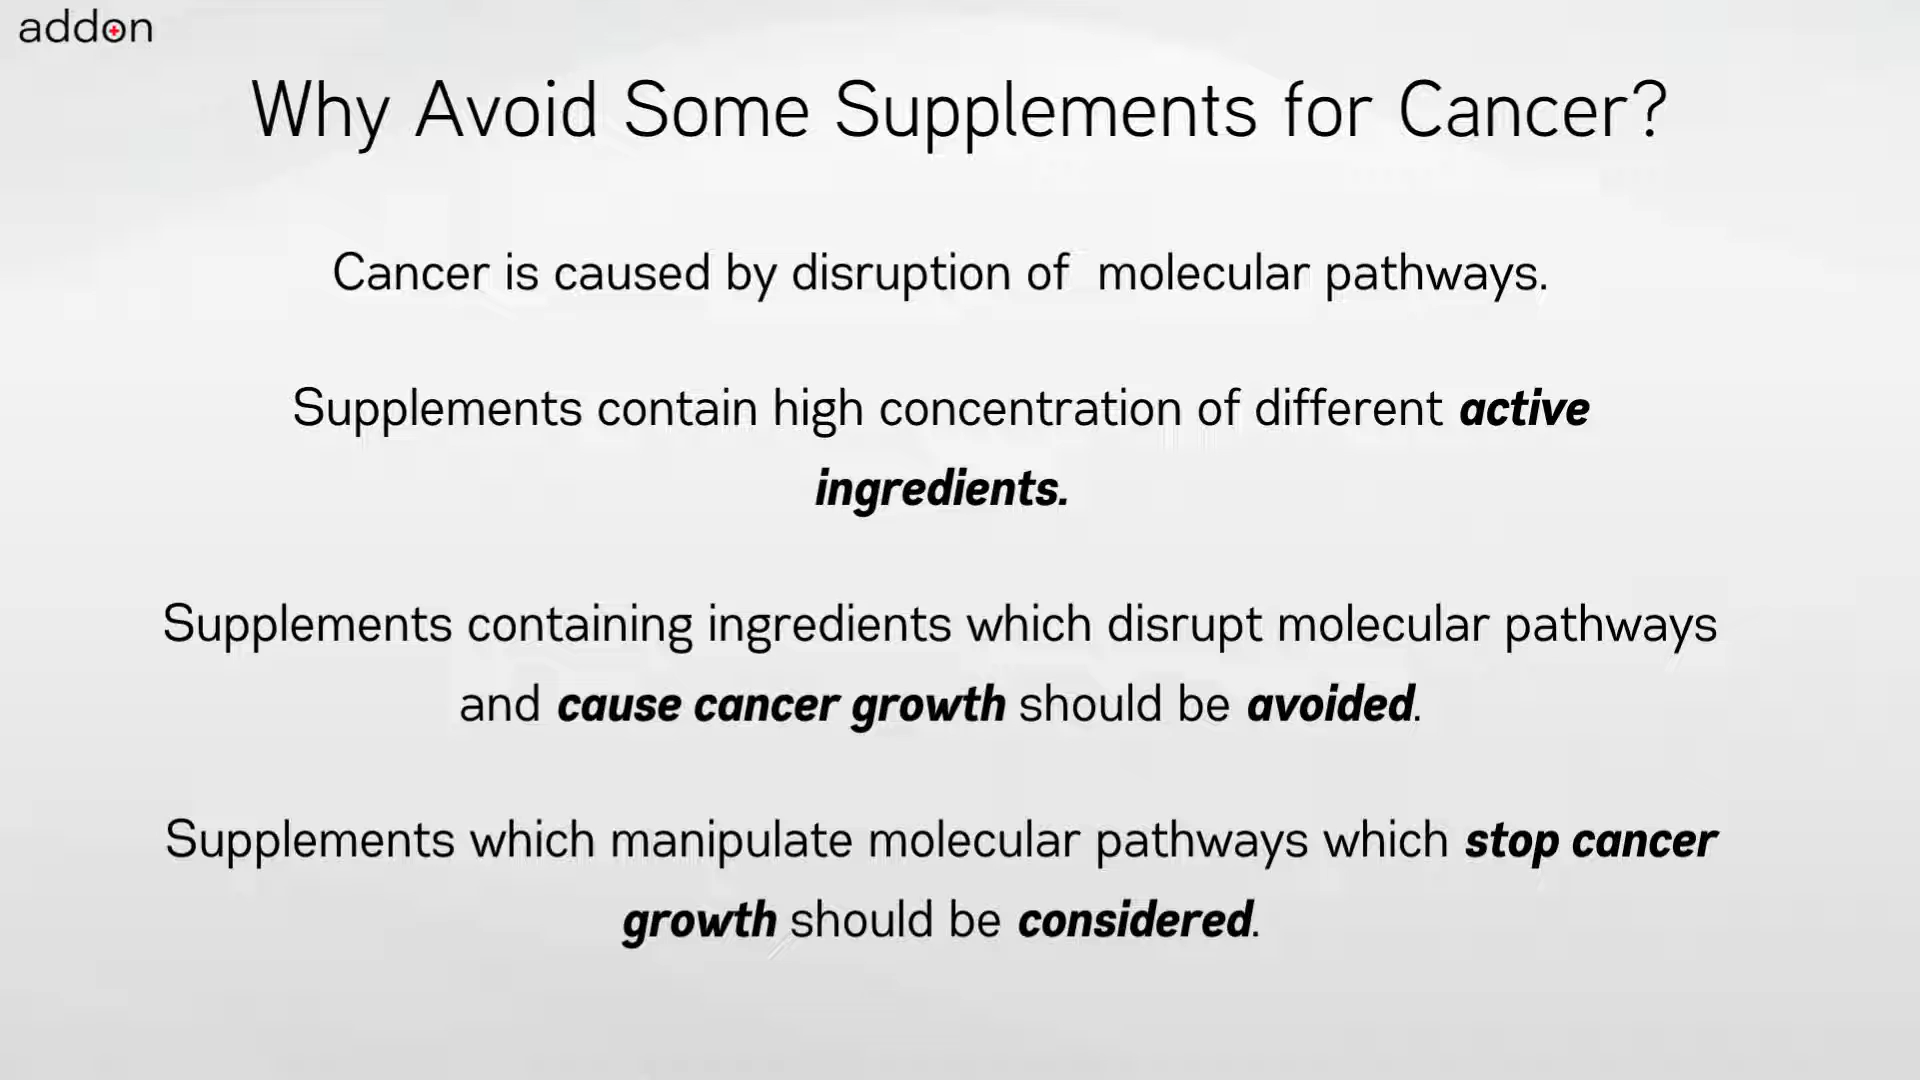 addon
Why Avoid Some Supplements for Cancer?
Cancer is caused by disruption of molecular pathways.
Supplements contain high concentration of different active
ingredients.
Supplements containing ingredients which disrupt molecular pathways
and cause cancer growth should be avoided.
Supplements which manipulate molecular pathways which stop cancer
growth should be considered.